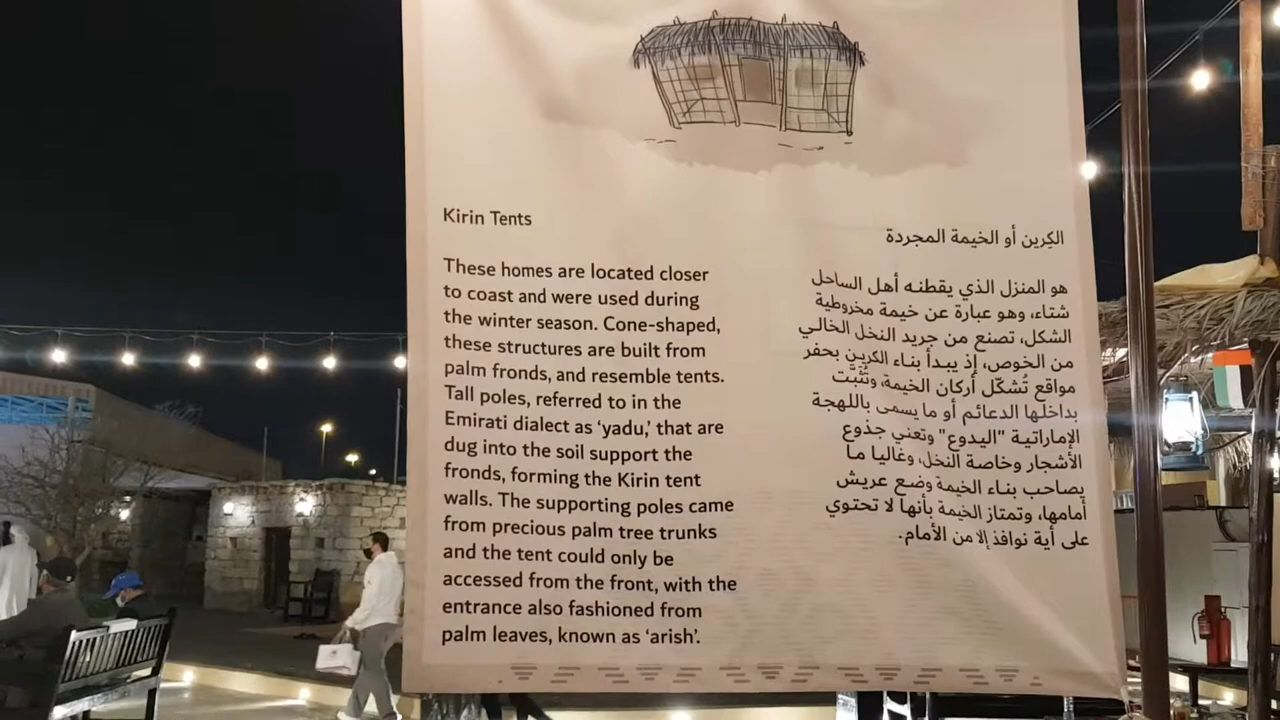 Kirin Tents
These homes are located closer
to coast and were used during
the winter season. Cone-shaped,
these structures are built from
palm fronds, and resemble tents.
Tall poles, referred to in the
Emirati dialect as ‘yadu,’ that are
dug into the soil support the
fronds, forming the Kirin tent
walls. The supporting poles came
from precious palm tree trunks
and the tent could only be
accessed from the front, with the
entrance also fashioned from
palm leaves, known as ‘arish’.
الكِرين أو الخيمة المجردة
هو المنزل الذي يقطنه أهل الساحل
شتاء، وهو عبارة عن خيمة مخروطية
الشكل، تصنع من جريد النخل الخالي
من الخوص، إذ يبدأ بناء الكرين بحفر
مواقع تُشكّل أركان الخيمة، وتُثبَّت
بداخلها الدعائم أو ما يسمى باللهجة
الإماراتية "اليدوع" وتعني جذوع
الأشجار وخاصة النخل، وغاليا ما
يصاحب بناء الخيمة وضع عريش
أمامها، وتمتاز الخيمة بأنها لا تحتوي
على أية نوافذ إلا من الأمام.